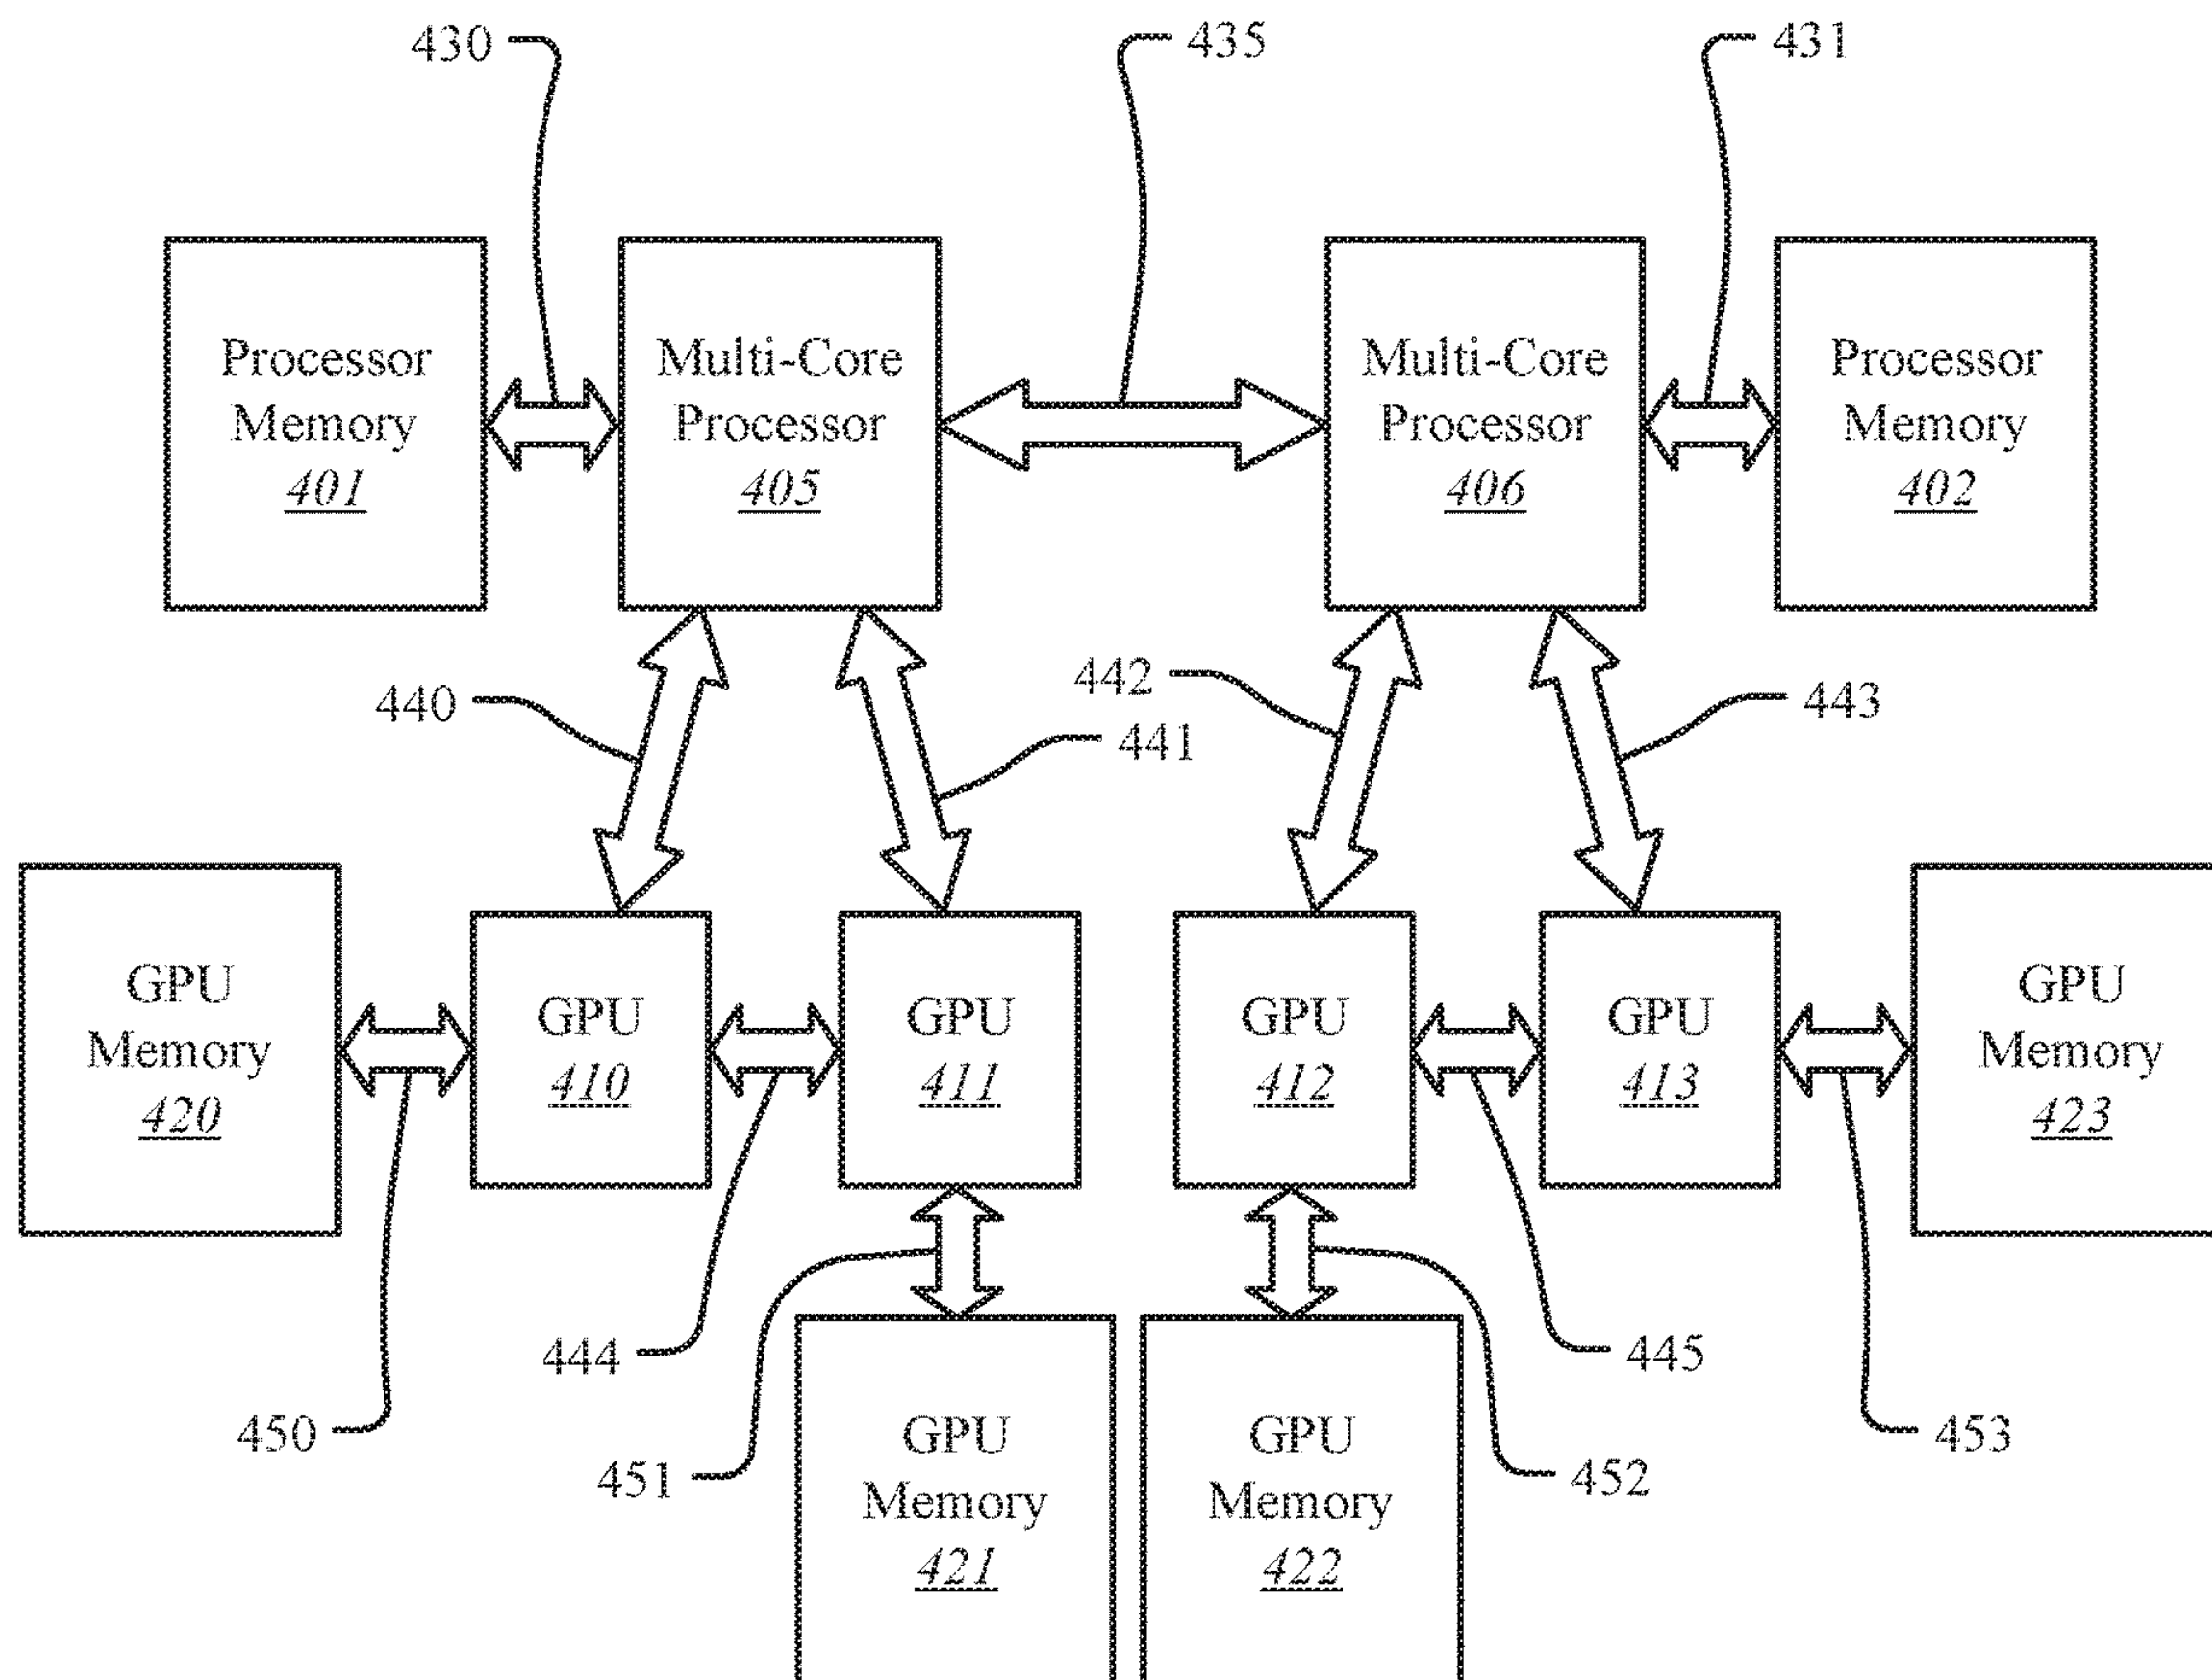 430
435
431
Processor
Memory
401
Multi-Core
Processor
405
Multi-Core
Processor
406
Processor
Memory
402
440
441
442
443
GPU
Memory
420
GPU
410
GPU
411
GPU
412
GPU
413
GPU
Memory
423
444
445
450
451
452
453
GPU
Memory
421
GPU
Memory
422